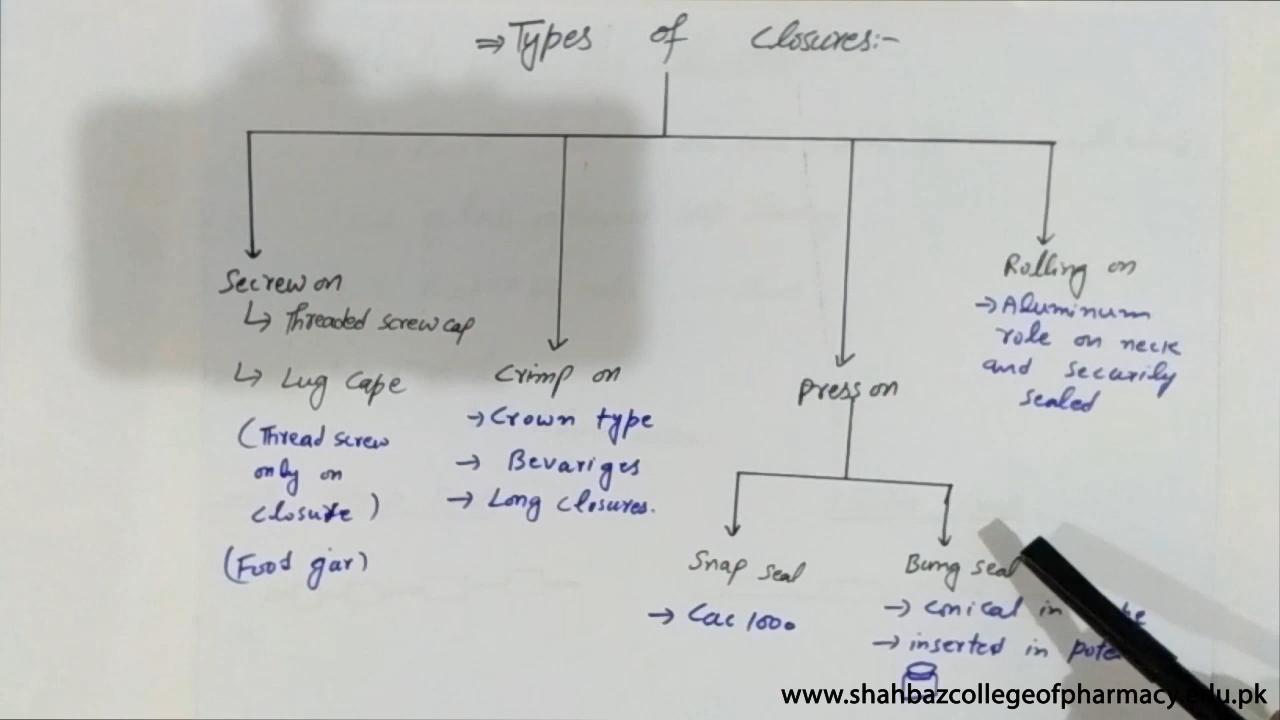 ⇒ Types of Closures:-
Secrew on
↳ Threaded screw cap
↳ Lug Cape
(Thread screw
only on
closure)
(Food gar)
Crimp on
→ Crown type
→ Bevariges
→ Long closures.
Press on
Snap seal
→ Cac 1000
Bung seal
→ Conical in
→ inserted in
Rolling on
→ Aluminum
role on neck
and securily
sealed
www.shahbazcollegeofpharmacy.edu.pk